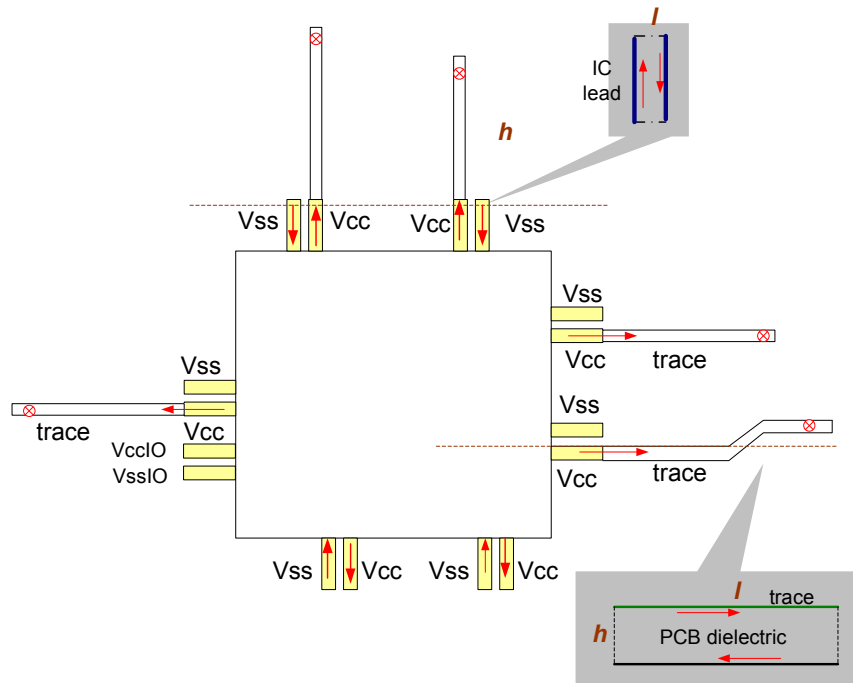 l
IC
lead
h
Vss
Vcc
Vcc
Vss
Vss
Vcc
trace
Vss
Vcc
trace
VccIO
VssIO
Vss
Vcc
trace
Vss
Vcc
Vss
Vcc
l
trace
h
PCB dielectric